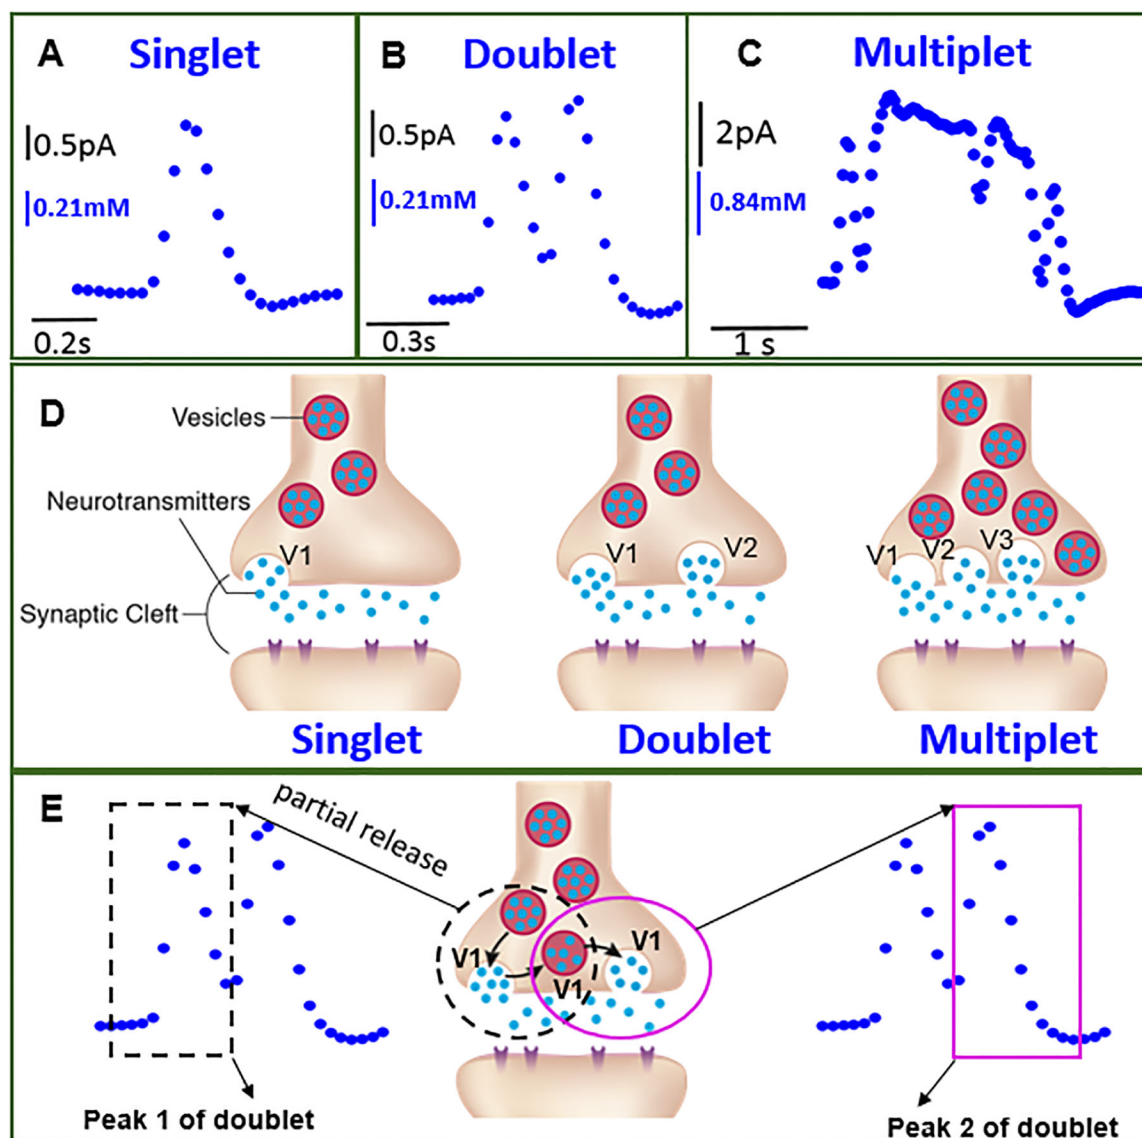 A Singlet
0.5pA
0.21mM
0.2s
B Doublet
0.5pA
0.21mM
0.3s
C Multiplet
2pA
0.84mM
1 s
D
Vesicles
Neurotransmitters
Synaptic Cleft
V1
Singlet
V1
V2
Doublet
V1
V2
V3
Multiplet
E
partial release
V1
V1
V1
Peak 1 of doublet
Peak 2 of doublet